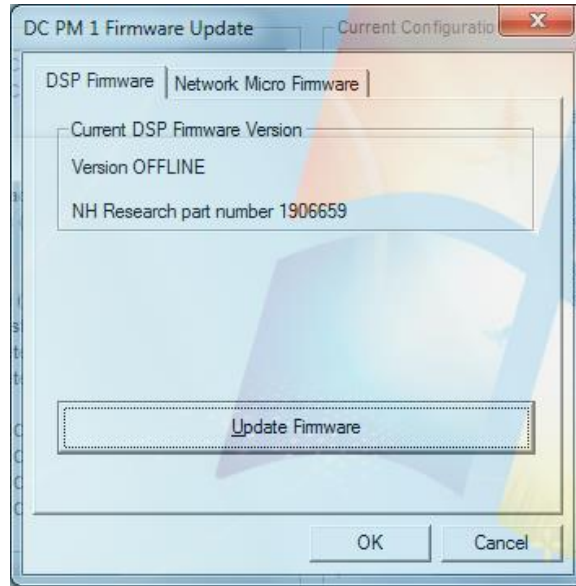 DC PM 1 Firmware Update
Current Configuratio
DSP Firmware
Network Micro Firmware
Current DSP Firmware Version
Version OFFLINE
NH Research part number 1906659
Update Firmware
OK
Cancel